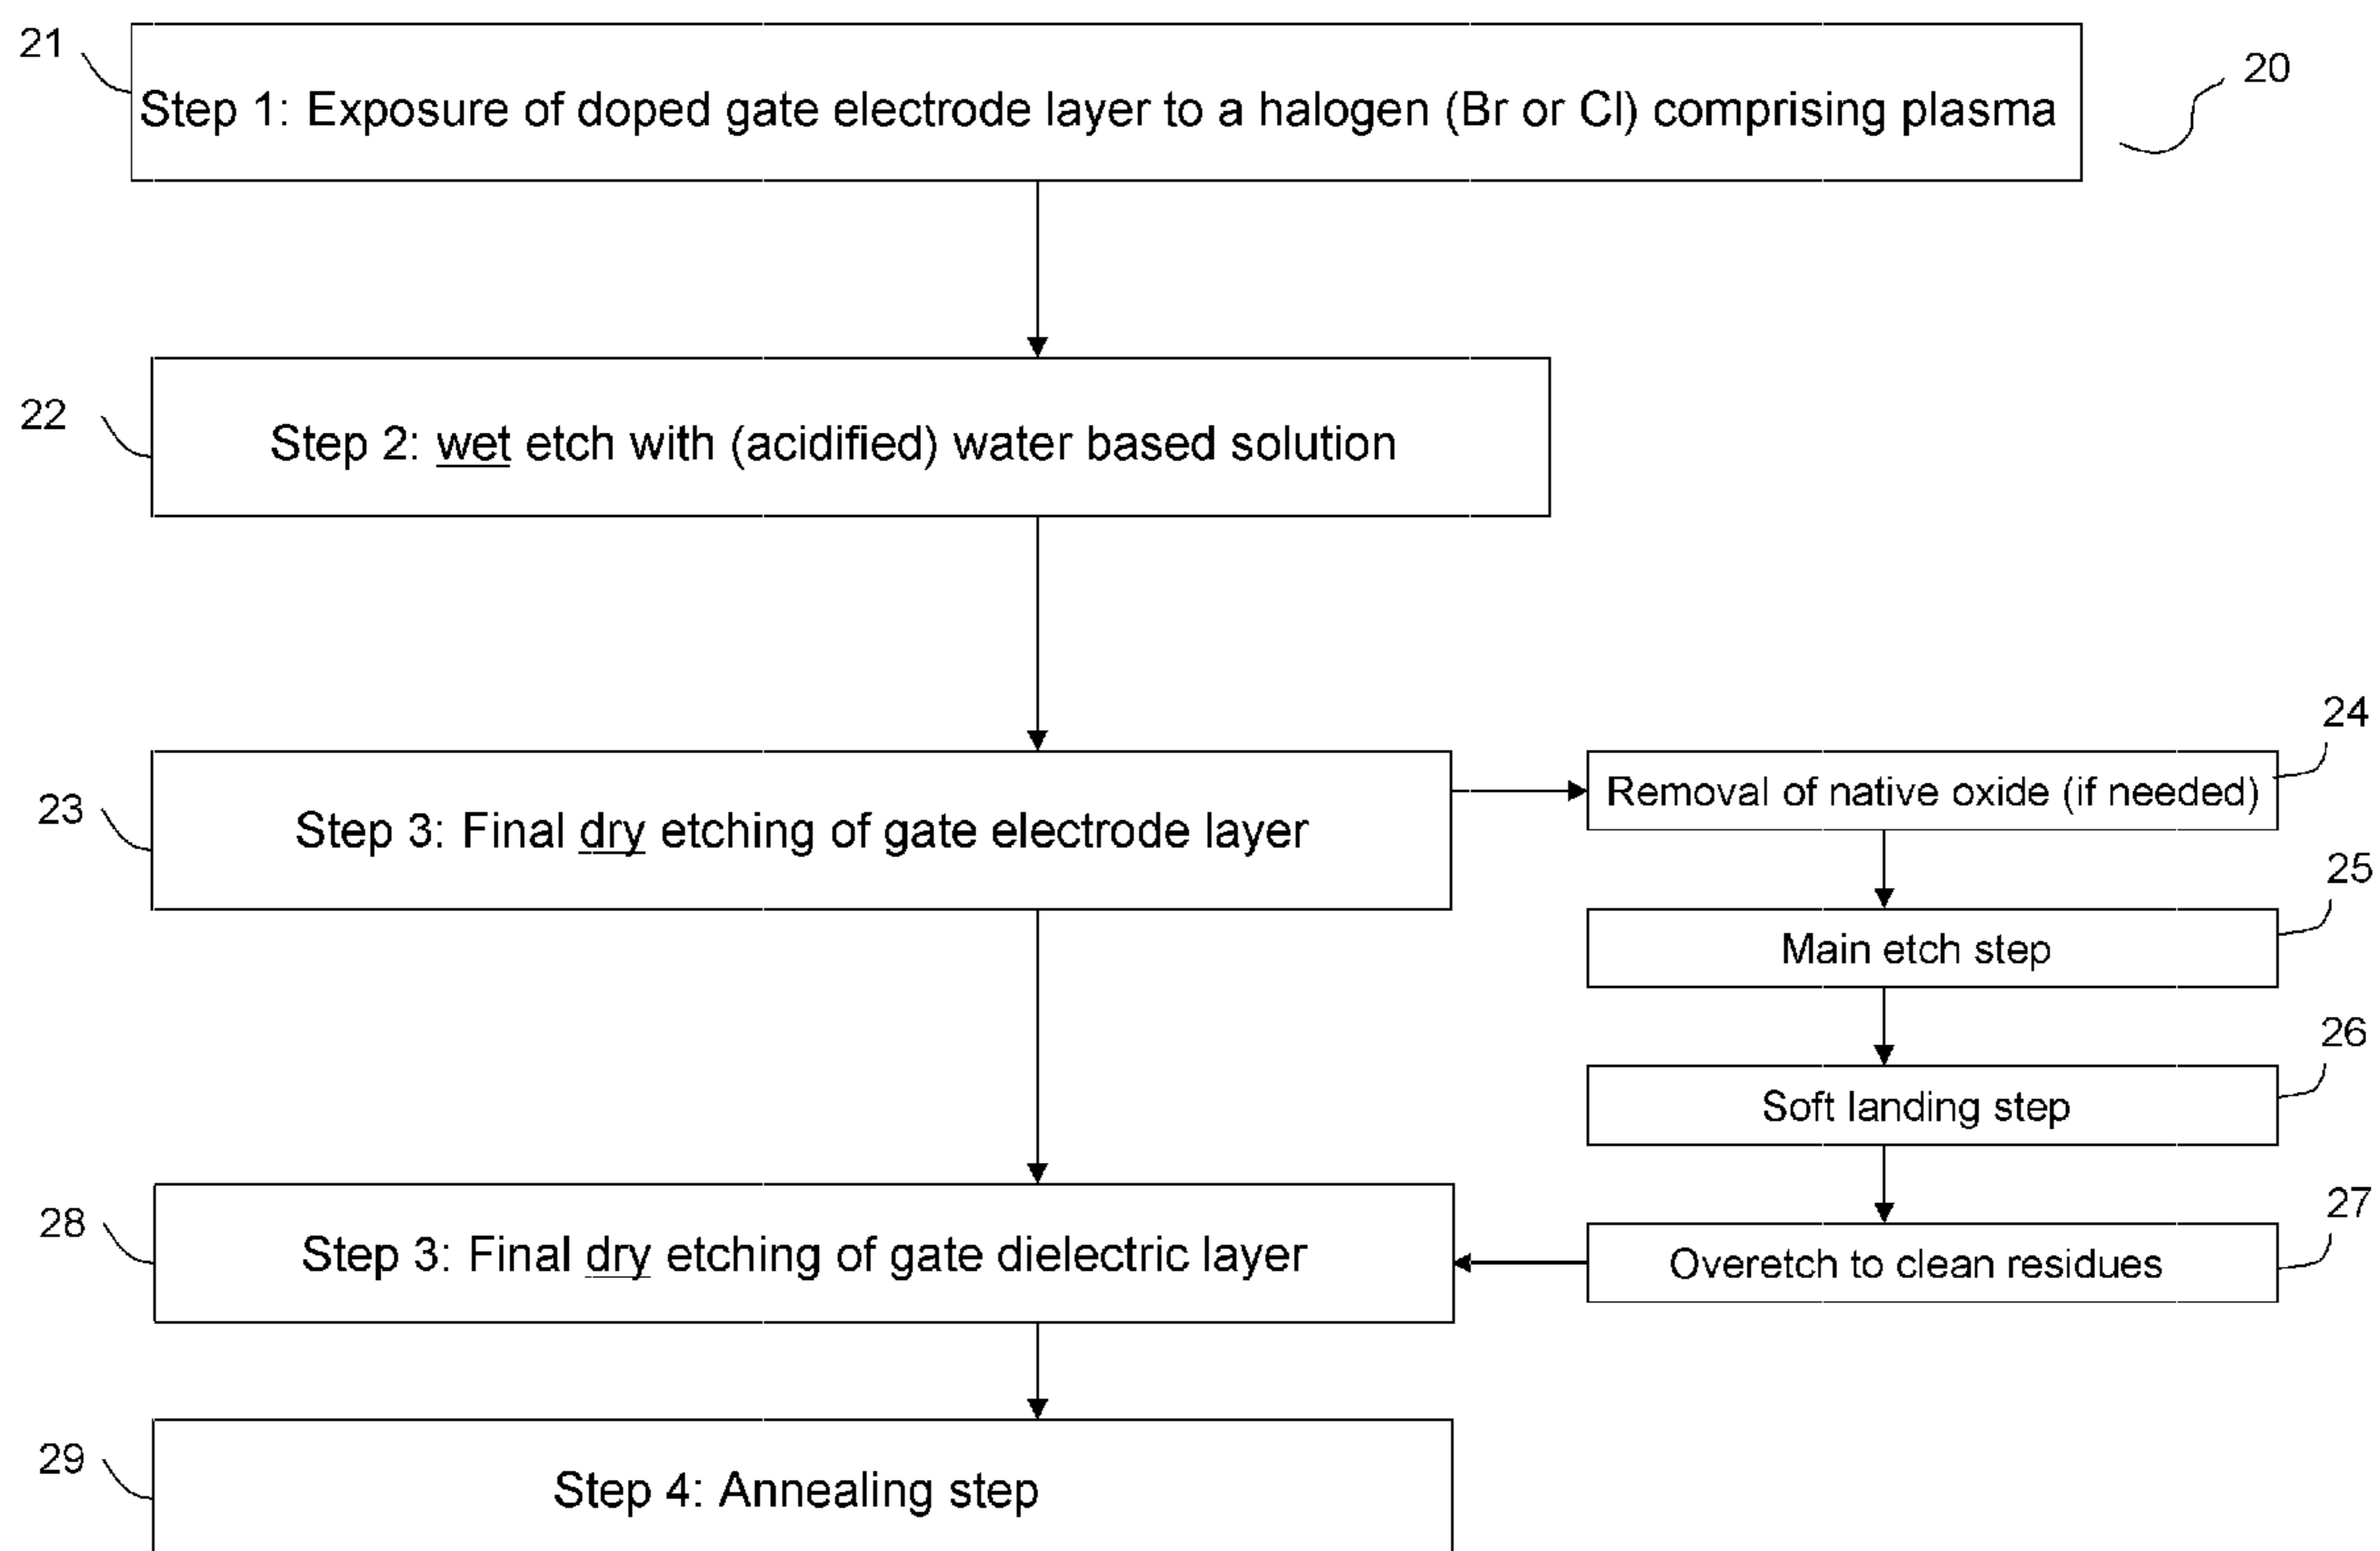 21
20
Step 1: Exposure of doped gate electrode layer to a halogen (Br or Cl) comprising plasma
22
Step 2: wet etch with (acidified) water based solution
23
Step 3: Final dry etching of gate electrode layer
24
Removal of native oxide (if needed)
25
Main etch step
26
Soft landing step
27
Overetch to clean residues
28
Step 3: Final dry etching of gate dielectric layer
29
Step 4: Annealing step